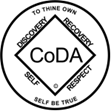 TO THINE OWN
DISCOVERY
RECOVERY
CoDA
SELF
RESPECT
SELF BE TRUE